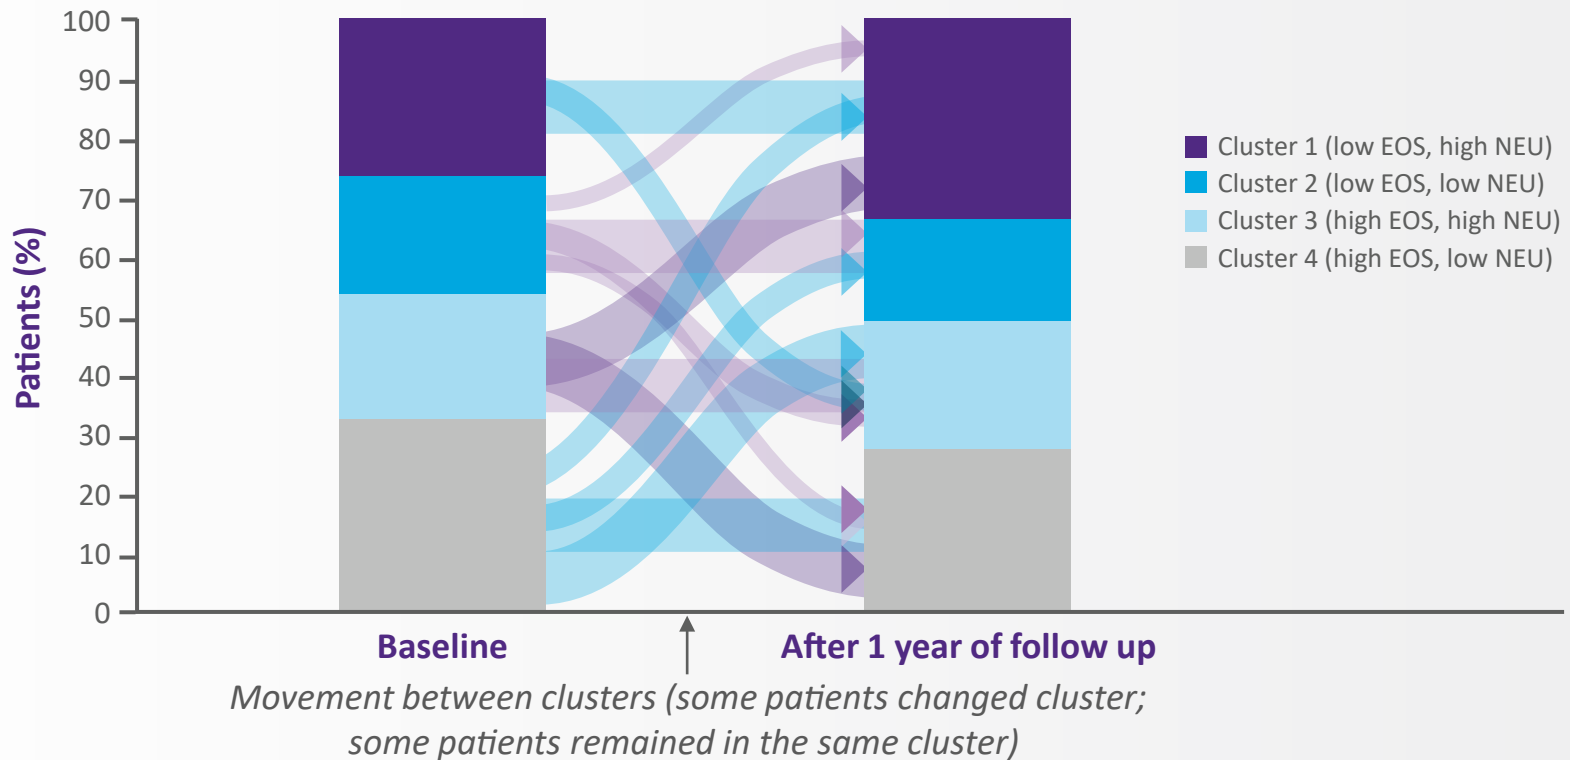 100
90
80
70
60
50
40
30
20
10
0
Patients (%)
Cluster 1 (low EOS, high NEU)
Cluster 2 (low EOS, low NEU)
Cluster 3 (high EOS, high NEU)
Cluster 4 (high EOS, low NEU)
Baseline
After 1 year of follow up
Movement between clusters (some patients changed cluster;
some patients remained in the same cluster)